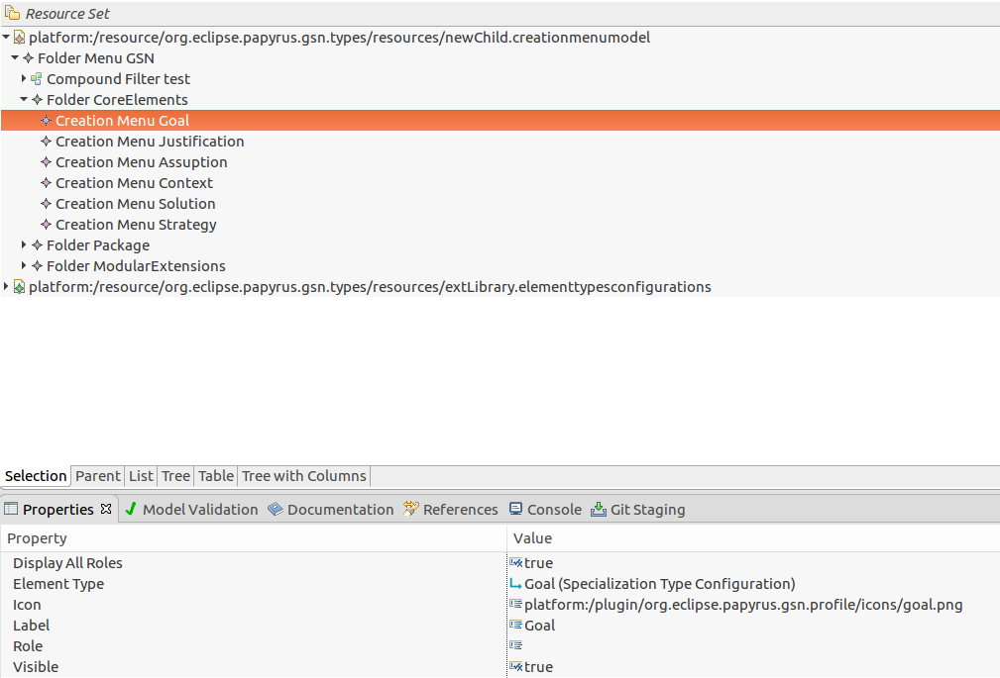 Resource Set
platform:/resource/org.eclipse.papyrus.gsn.types/resources/newChild.creationmenumodel
Folder Menu GSN
Compound Filter test
Folder CoreElements
Creation Menu Goal
Creation Menu Justification
Creation Menu Assuption
Creation Menu Context
Creation Menu Solution
Creation Menu Strategy
Folder Package
Folder ModularExtensions
platform:/resource/org.eclipse.papyrus.gsn.types/resources/extLibrary.elementtypesconfigurations
Selection Parent List Tree Table Tree with Columns
Properties Model Validation Documentation References Console Git Staging
Property Value
Display All Roles true
Element Type Goal (Specialization Type Configuration)
Icon platform:/plugin/org.eclipse.papyrus.gsn.profile/icons/goal.png
Label Goal
Role
Visible true